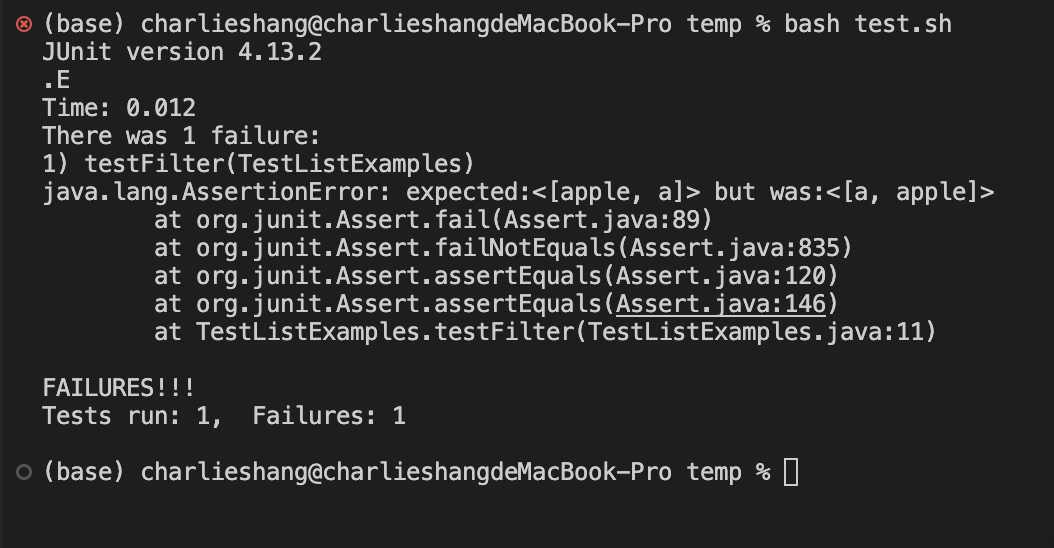 (base) charlieshang@charlieshangdeMacBook-Pro temp % bash test.sh
JUnit version 4.13.2
.E
Time: 0.012
There was 1 failure:
1) testFilter(TestListExamples)
java.lang.AssertionError: expected:<[apple, a]> but was:<[a, apple]>
        at org.junit.Assert.fail(Assert.java:89)
        at org.junit.Assert.failNotEquals(Assert.java:835)
        at org.junit.Assert.assertEquals(Assert.java:120)
        at org.junit.Assert.assertEquals(Assert.java:146)
        at TestListExamples.testFilter(TestListExamples.java:11)
FAILURES!!!
Tests run: 1,  Failures: 1
(base) charlieshang@charlieshangdeMacBook-Pro temp %